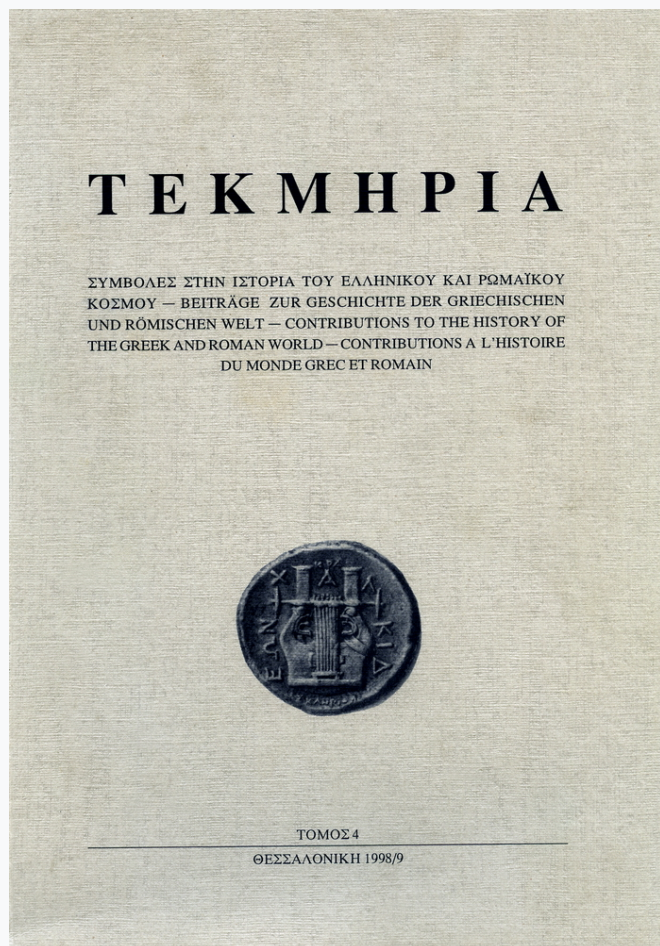 ΤΕΚΜΗΡΙΑ
ΣΥΜΒΟΛΕΣ ΣΤΗΝ ΙΣΤΟΡΙΑ ΤΟΥ ΕΛΛΗΝΙΚΟΥ ΚΑΙ ΡΩΜΑΪΚΟΥ
ΚΟΣΜΟΥ — BEITRÄGE ZUR GESCHICHTE DER GRIECHISCHEN
UND RÖMISCHEN WELT — CONTRIBUTIONS TO THE HISTORY OF
THE GREEK AND ROMAN WORLD — CONTRIBUTIONS A L'HISTOIRE
DU MONDE GREC ET ROMAIN
Χ Α Λ
ΚΙΔ
ΕΩΝ
ΤΟΜΟΣ 4
ΘΕΣΣΑΛΟΝΙΚΗ 1998/9